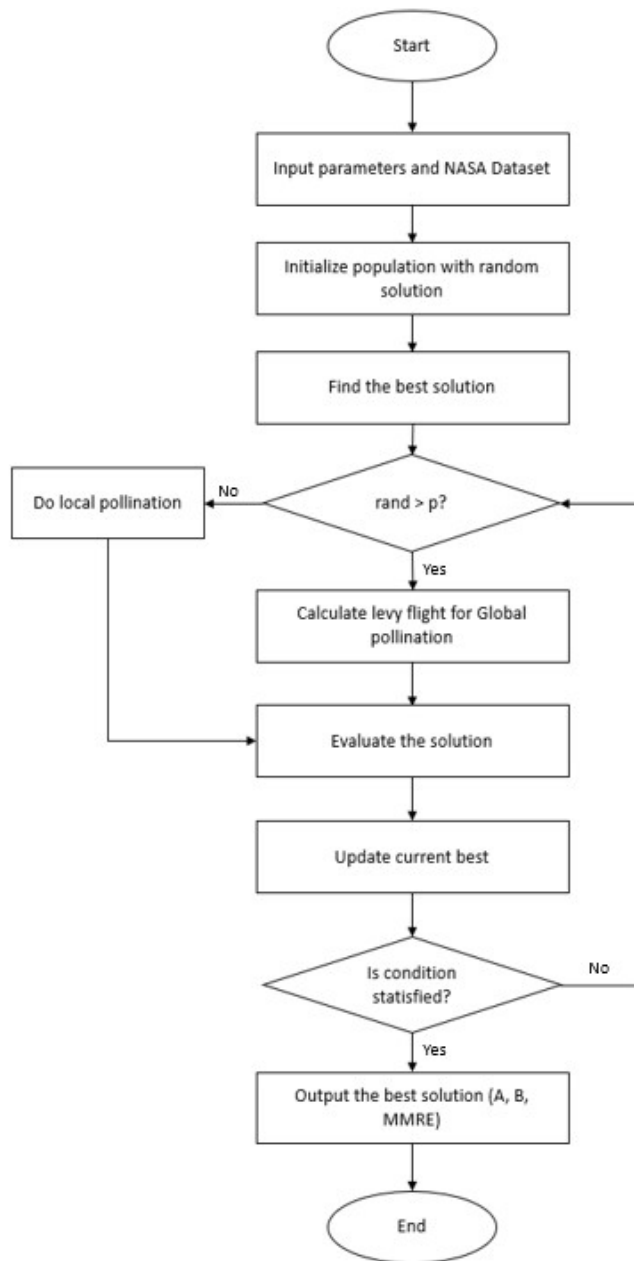 Start
Input parameters and NASA Dataset
Initialize population with random
solution
Find the best solution
rand > p?
No
Do local pollination
Yes
Calculate levy flight for Global
pollination
Evaluate the solution
Update current best
Is condition
statisfied?
No
Yes
Output the best solution (A, B,
MMRE)
End